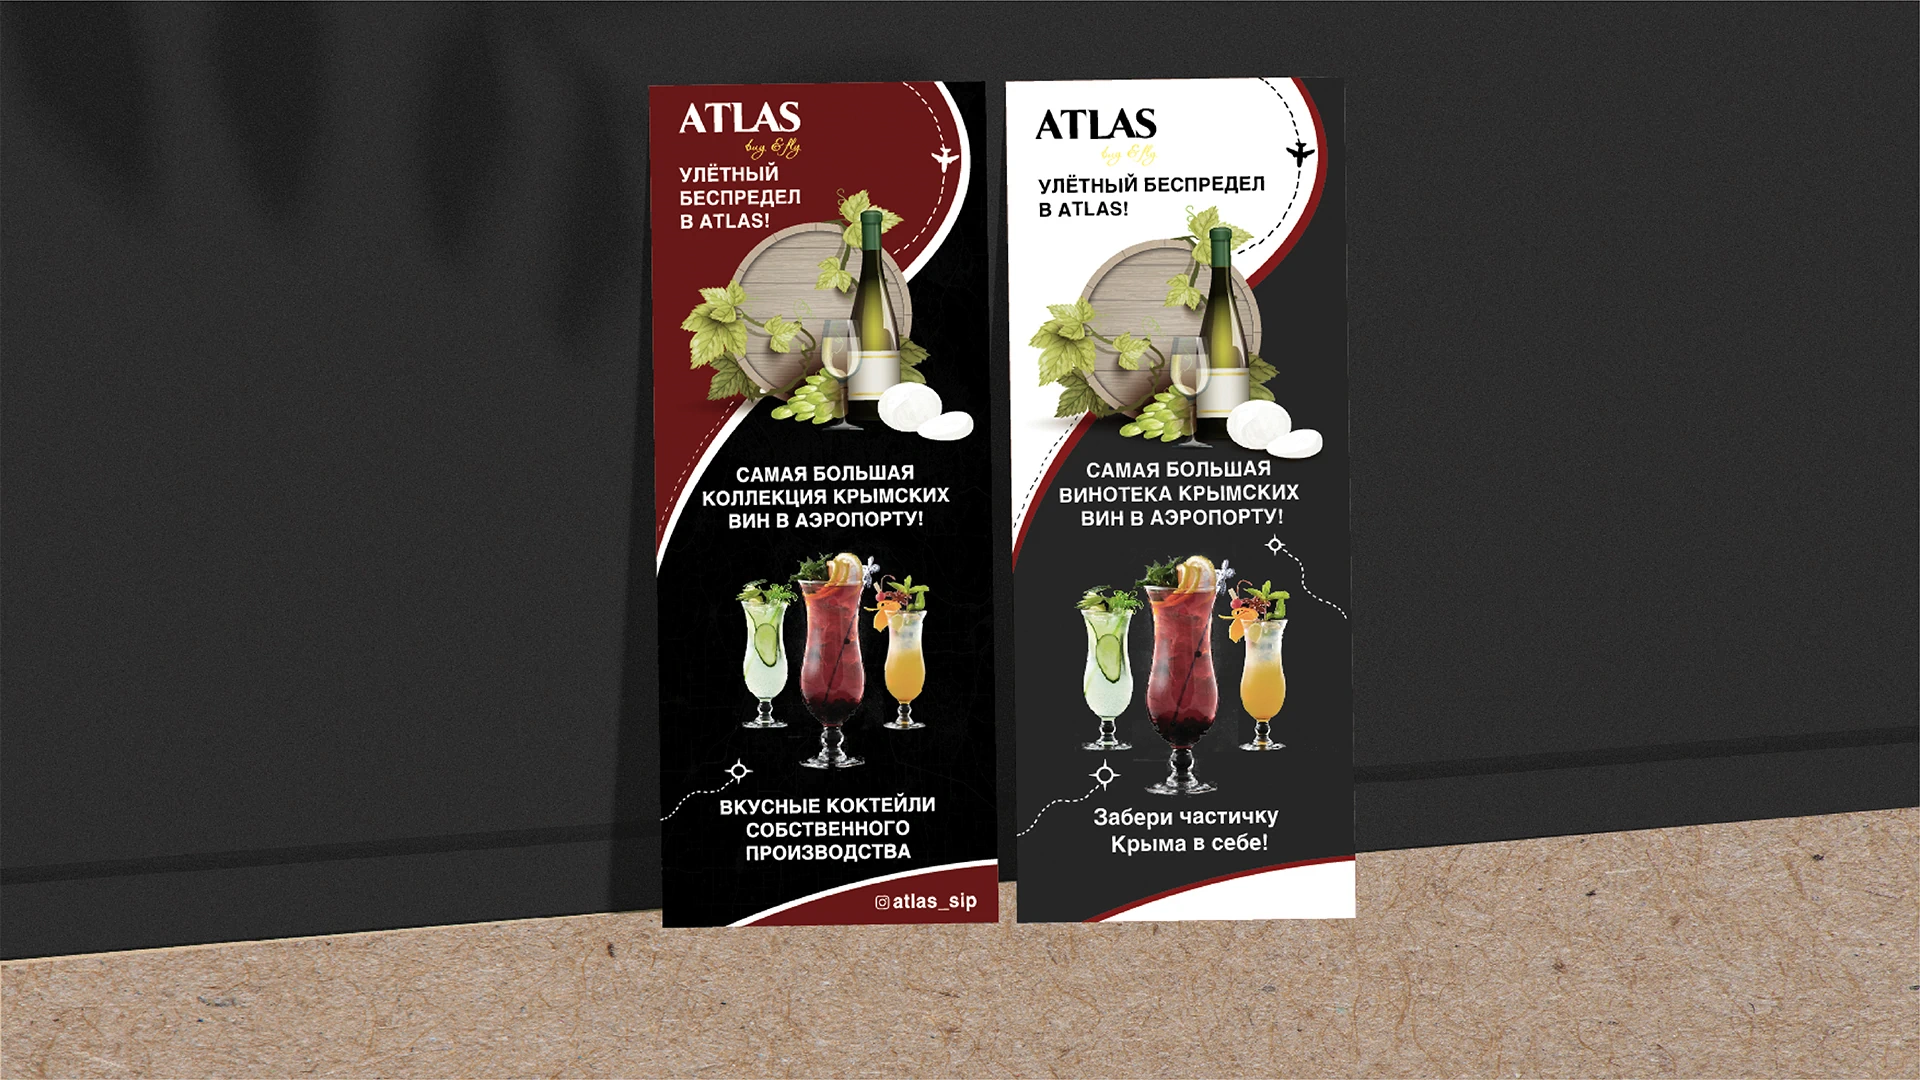 ATLAS
buy & fly
УЛЁТНЫЙ
БЕСПРЕДЕЛ
В ATLAS!
САМАЯ БОЛЬШАЯ
КОЛЛЕКЦИЯ КРЫМСКИХ
ВИН В АЭРОПОРТУ!
ВКУСНЫЕ КОКТЕЙЛИ
СОБСТВЕННОГО
ПРОИЗВОДСТВА
atlas_sip
ATLAS
buy & fly
УЛЁТНЫЙ БЕСПРЕДЕЛ
В ATLAS!
САМАЯ БОЛЬШАЯ
ВИНОТЕКА КРЫМСКИХ
ВИН В АЭРОПОРТУ!
Забери частичку
Крыма в себе!